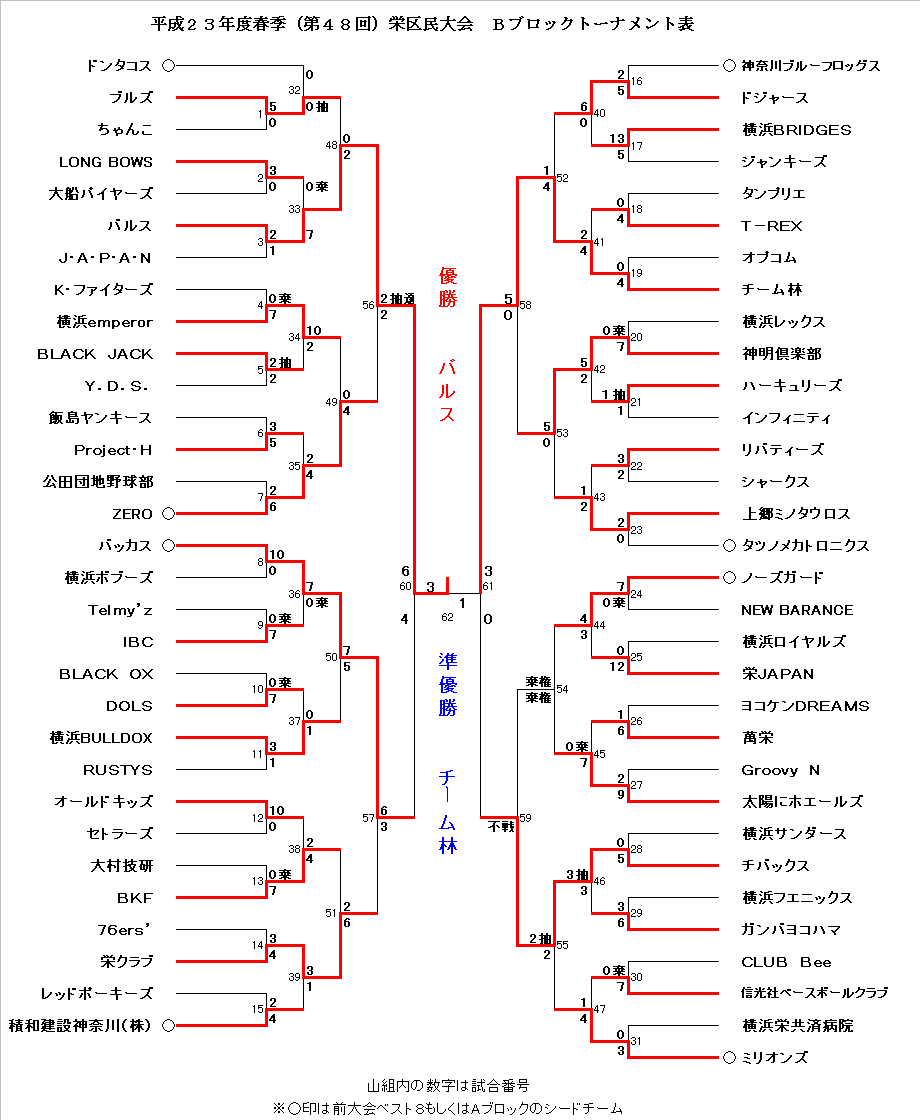 平成２３年度春季（第４８回）栄区民大会　Ｂブロックトーナメント表
ドンタコス ○
ブルズ
ちゃんこ
LONG BOWS
大船バイヤーズ
バルス
J・A・P・A・N
K・ファイターズ
横浜emperor
BLACK JACK
Y．D．S．
飯島ヤンキース
Project・H
公田団地野球部
ZERO ○
バッカス ○
横浜ボブーズ
Telmy'z
IBC
BLACK OX
DOLS
横浜BULLDOX
RUSTYS
オールドキッズ
セトラーズ
大村技研
BKF
76ers'
栄クラブ
レッドポーキーズ
積和建設神奈川（株） ○
1 5 0
2 3 0
3 2 1
4 0棄 7
5 2抽 2
6 3 5
7 2 6
8 10 0
9 0棄 7
10 0棄 7
11 3 1
12 10 0
13 0棄 7
14 3 4
15 2 4
32 0 0抽
33 0棄 7
34 10 2
35 2 4
36 7 0棄
37 0 1
38 2 4
39 3 1
48 0 2
49 0 4
50 7 5
51 2 6
56 2抽 2
57 6 3
60 6 4
優勝　バルス
3 62 1
準優勝　チーム林
61 3 0
58 5 0
59 不戦
52 1 4
53 5 0
54 棄権 棄権
55 2抽 2
40 6 0
41 2 4
42 5 2
43 1 2
44 4 3
45 0棄 7
46 3抽 3
47 1 4
16 2 5
17 13 5
18 0 4
19 0 4
20 0棄 7
21 1抽 1
22 3 2
23 2 0
24 7 0棄
25 0 12
26 1 6
27 2 9
28 0 5
29 3 6
30 0棄 7
31 0 3
○ 神奈川ブルーフロッグス
ドジャース
横浜BRIDGES
ジャンキーズ
タンブリエ
T－REX
オプコム
チーム林
横浜レックス
神明倶楽部
ハーキュリーズ
インフィニティ
リバティーズ
シャークス
上郷ミノタウロス
○ タツノメカトロニクス
○ ノーズガード
NEW BARANCE
横浜ロイヤルズ
栄JAPAN
ヨコケンDREAMS
萬栄
Groovy N
太陽にホエールズ
横浜サンダース
チバックス
横浜フエニックス
ガンバヨコハマ
CLUB Bee
信光社ベースボールクラブ
横浜栄共済病院
○ ミリオンズ
山組内の数字は試合番号
※○印は前大会ベスト８もしくはAブロックのシードチーム